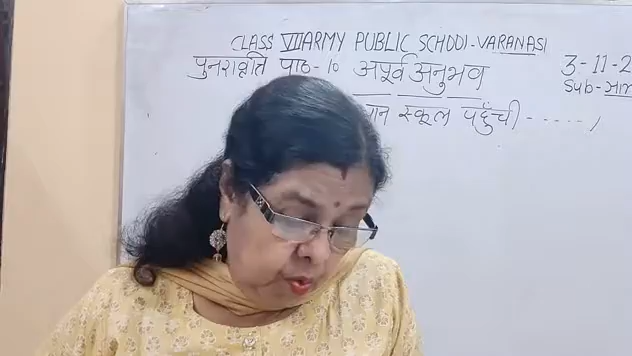 CLASS VII ARMY PUBLIC SCHOOL-VARANASI
पुनरावृत्ति पाठ-10 अपूर्व अनुभव
3-11-2
Sub-
स्कूल पहुँची -----,